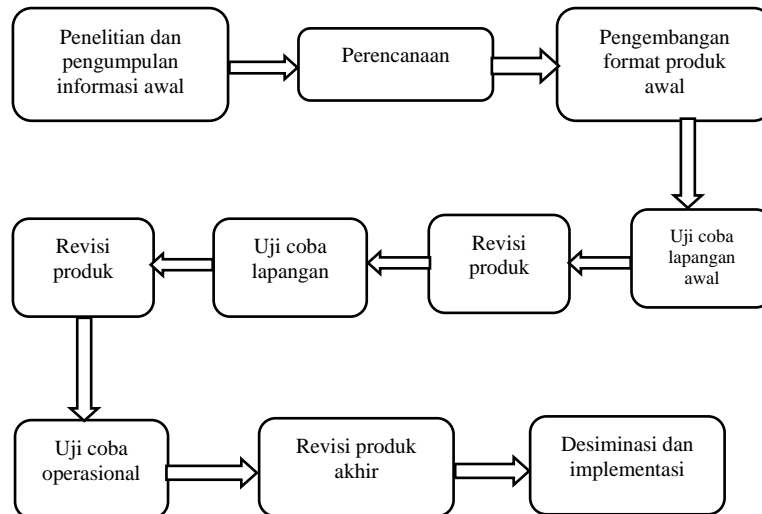 Penelitian dan
pengumpulan
informasi awal
Perencanaan
Pengembangan
format produk
awal
Uji coba
lapangan
awal
Revisi
produk
Uji coba
lapangan
Revisi
produk
Uji coba
operasional
Revisi produk
akhir
Desiminasi dan
implementasi